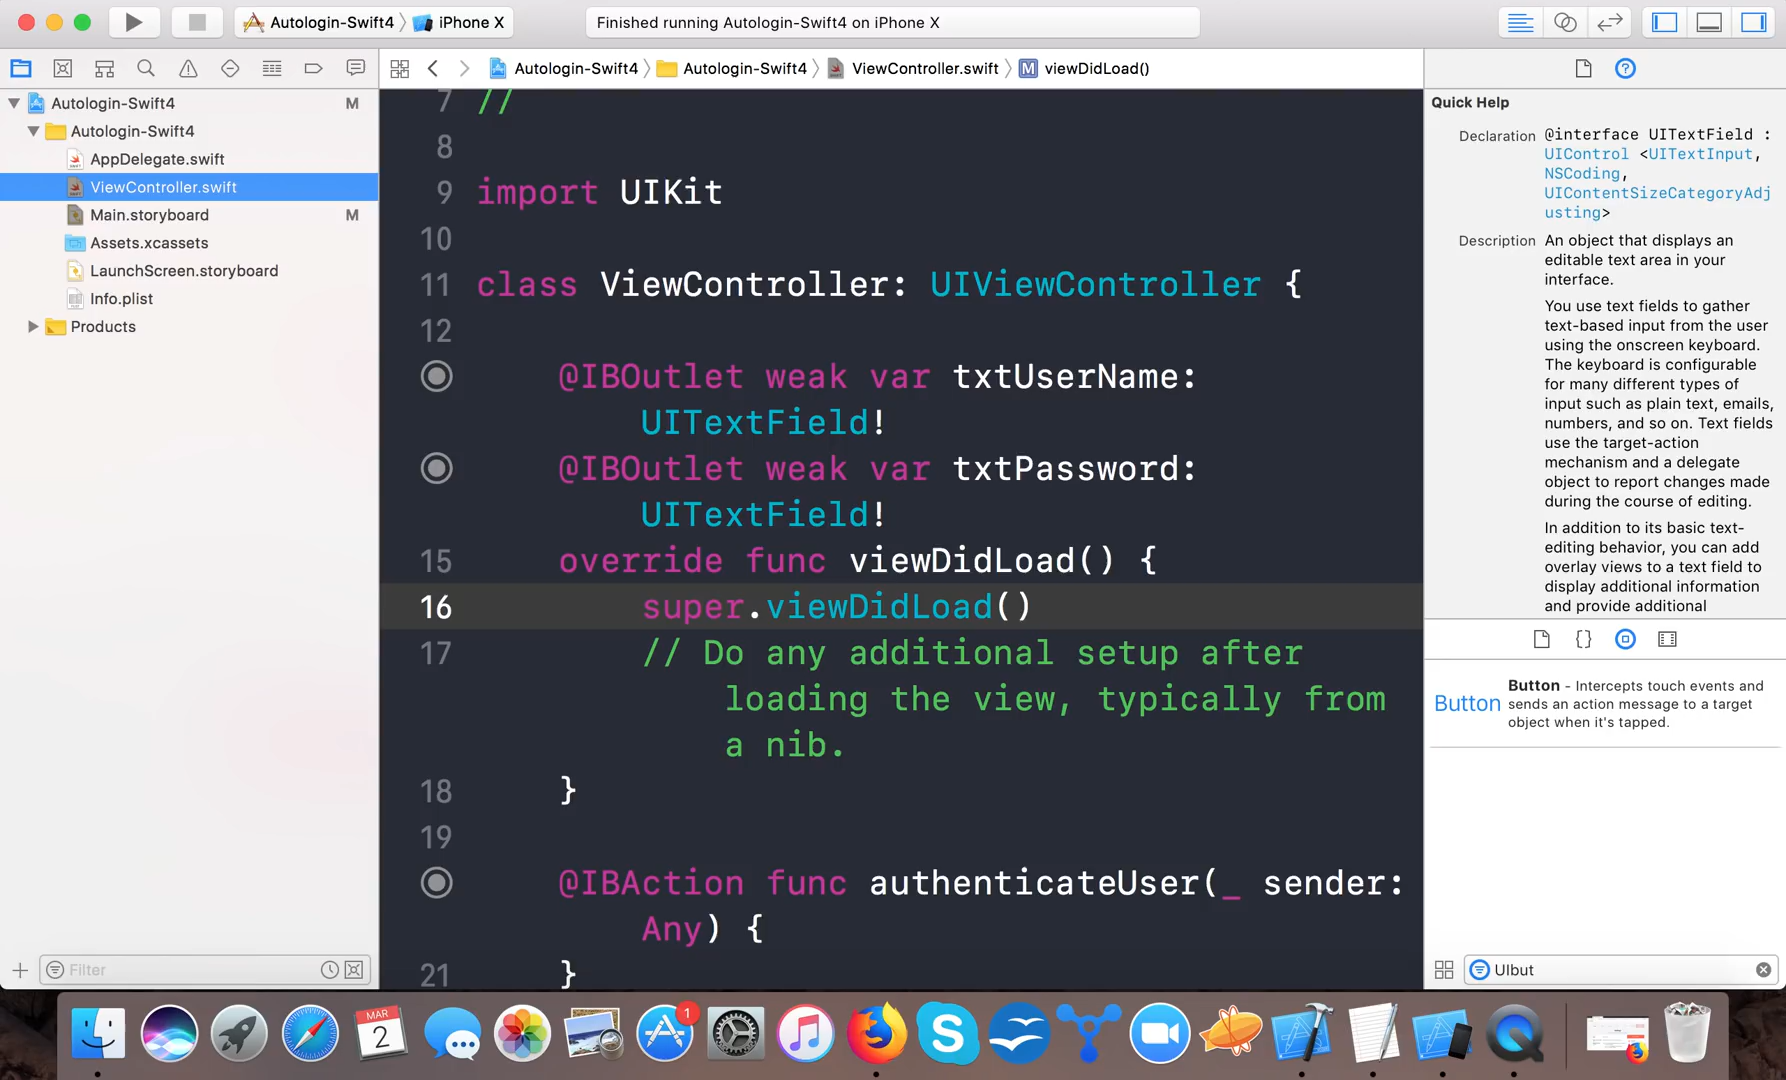 Autologin-Swift4 〉 iPhone X
Finished running Autologin-Swift4 on iPhone X
Autologin-Swift4 〉 Autologin-Swift4 〉 ViewController.swift 〉 M viewDidLoad()
Autologin-Swift4 M
Autologin-Swift4
AppDelegate.swift
ViewController.swift
Main.storyboard M
Assets.xcassets
LaunchScreen.storyboard
Info.plist
Products
Filter
7 //
8
9 import UIKit
10
11 class ViewController: UIViewController {
12
@IBOutlet weak var txtUserName:
UITextField!
@IBOutlet weak var txtPassword:
UITextField!
15 override func viewDidLoad() {
16 super.viewDidLoad()
17 // Do any additional setup after
loading the view, typically from
a nib.
18 }
19
@IBAction func authenticateUser(_ sender:
Any) {
21 }
Quick Help
Declaration @interface UITextField :
UIControl <UITextInput,
NSCoding,
UIContentSizeCategoryAdj
usting>
Description An object that displays an
editable text area in your
interface.
You use text fields to gather
text-based input from the user
using the onscreen keyboard.
The keyboard is configurable
for many different types of
input such as plain text, emails,
numbers, and so on. Text fields
use the target-action
mechanism and a delegate
object to report changes made
during the course of editing.
In addition to its basic text-
editing behavior, you can add
overlay views to a text field to
display additional information
and provide additional
{}
Button Button - Intercepts touch events and
sends an action message to a target
object when it's tapped.
UIbut
MAR
2
1
S